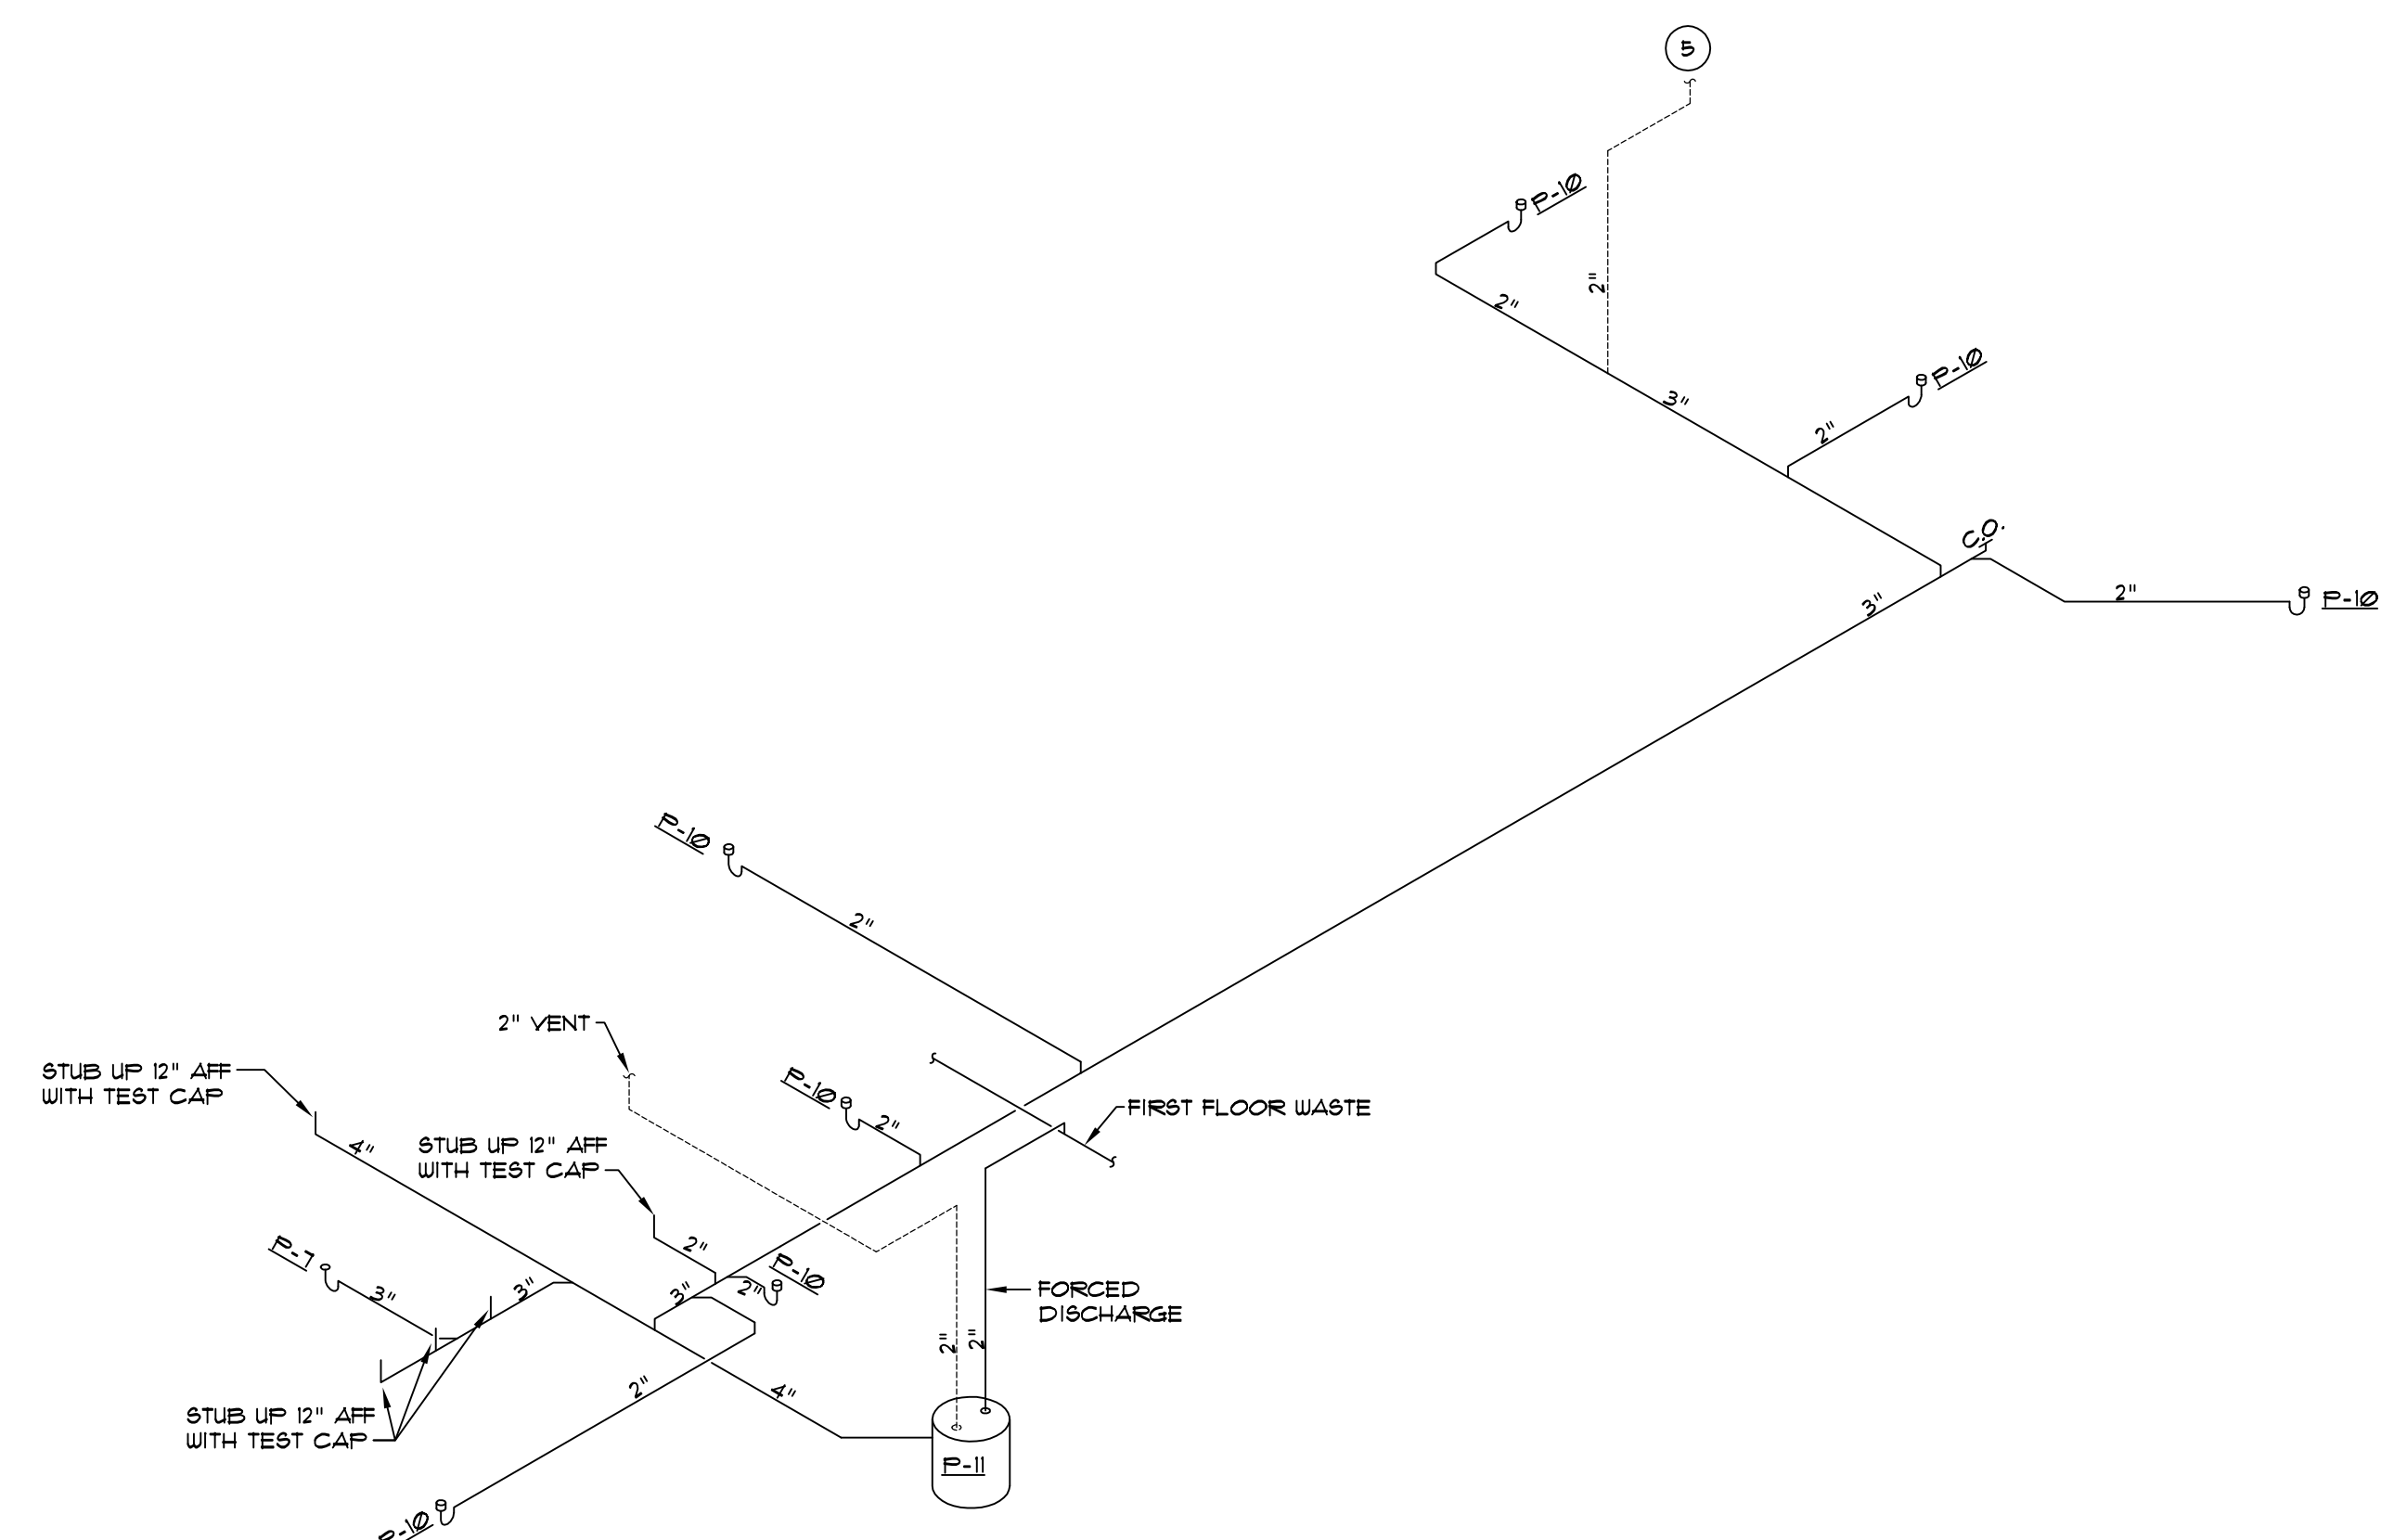 5
P-10
2"
2"
3"
P-10
2"
C.O.
3"
2"
P-10
P-10
2"
2" VENT
STUB UP 12" AFF
WITH TEST CAP
P-10
2"
FIRST FLOOR WASTE
4"
STUB UP 12" AFF
WITH TEST CAP
2"
P-10
P-7
3"
3"
3"
2"
FORCED
DISCHARGE
2"
2"
2"
4"
STUB UP 12" AFF
WITH TEST CAP
P-11
P-10